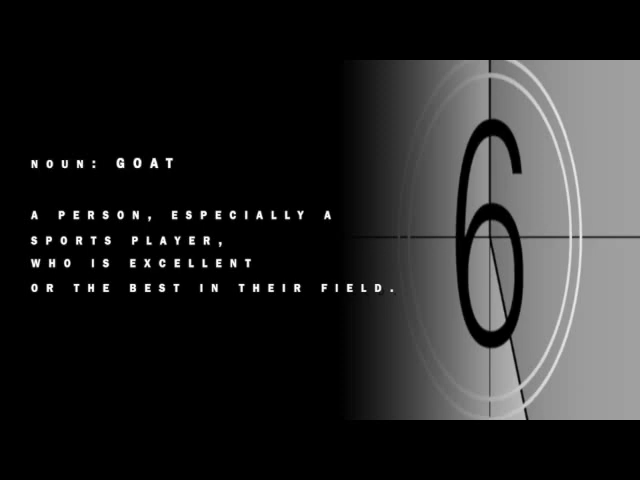 NOUN: GOAT
A PERSON, ESPECIALLY A
SPORTS PLAYER,
WHO IS EXCELLENT
OR THE BEST IN THEIR FIELD.
6